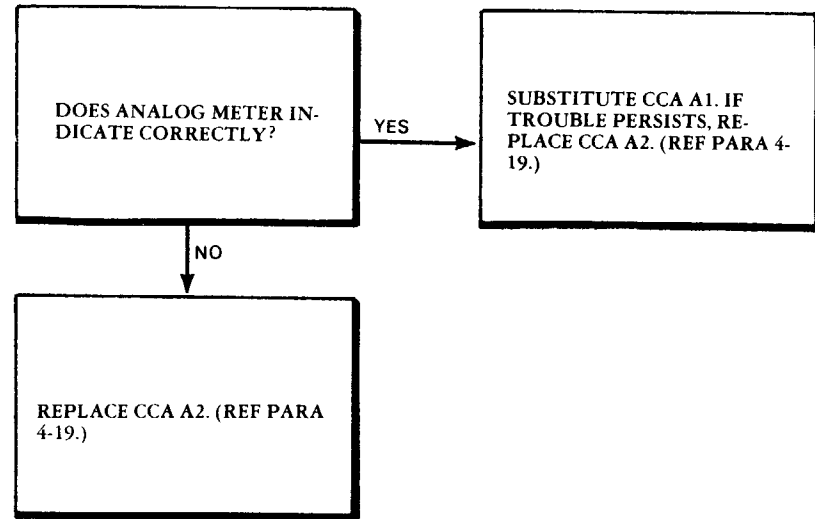 DOES ANALOG METER IN-
DICATE CORRECTLY?
YES
SUBSTITUTE CCA A1. IF
TROUBLE PERSISTS, RE-
PLACE CCA A2. (REF PARA 4-
19.)
NO
REPLACE CCA A2. (REF PARA
4-19.)